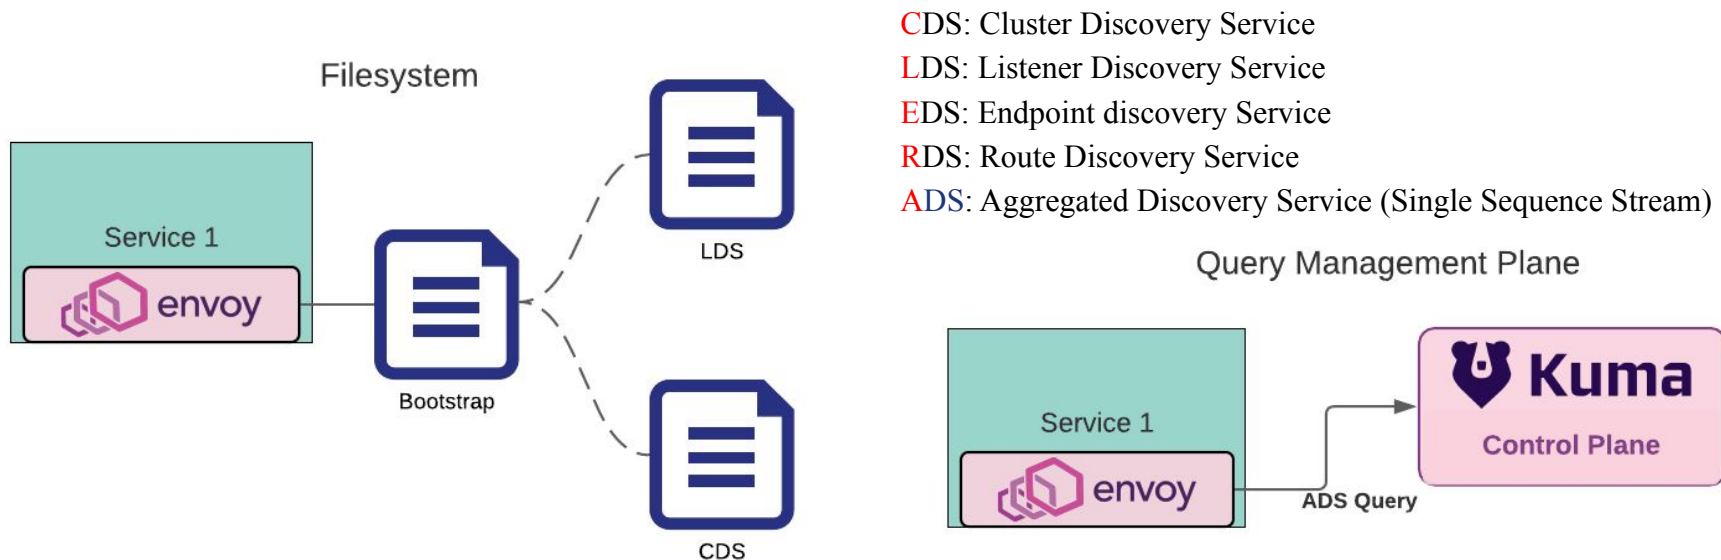 Filesystem
Service 1
envoy
Bootstrap
LDS
CDS
CDS: Cluster Discovery Service
LDS: Listener Discovery Service
EDS: Endpoint discovery Service
RDS: Route Discovery Service
ADS: Aggregated Discovery Service (Single Sequence Stream)
Query Management Plane
Service 1
envoy
ADS Query
Kuma
Control Plane